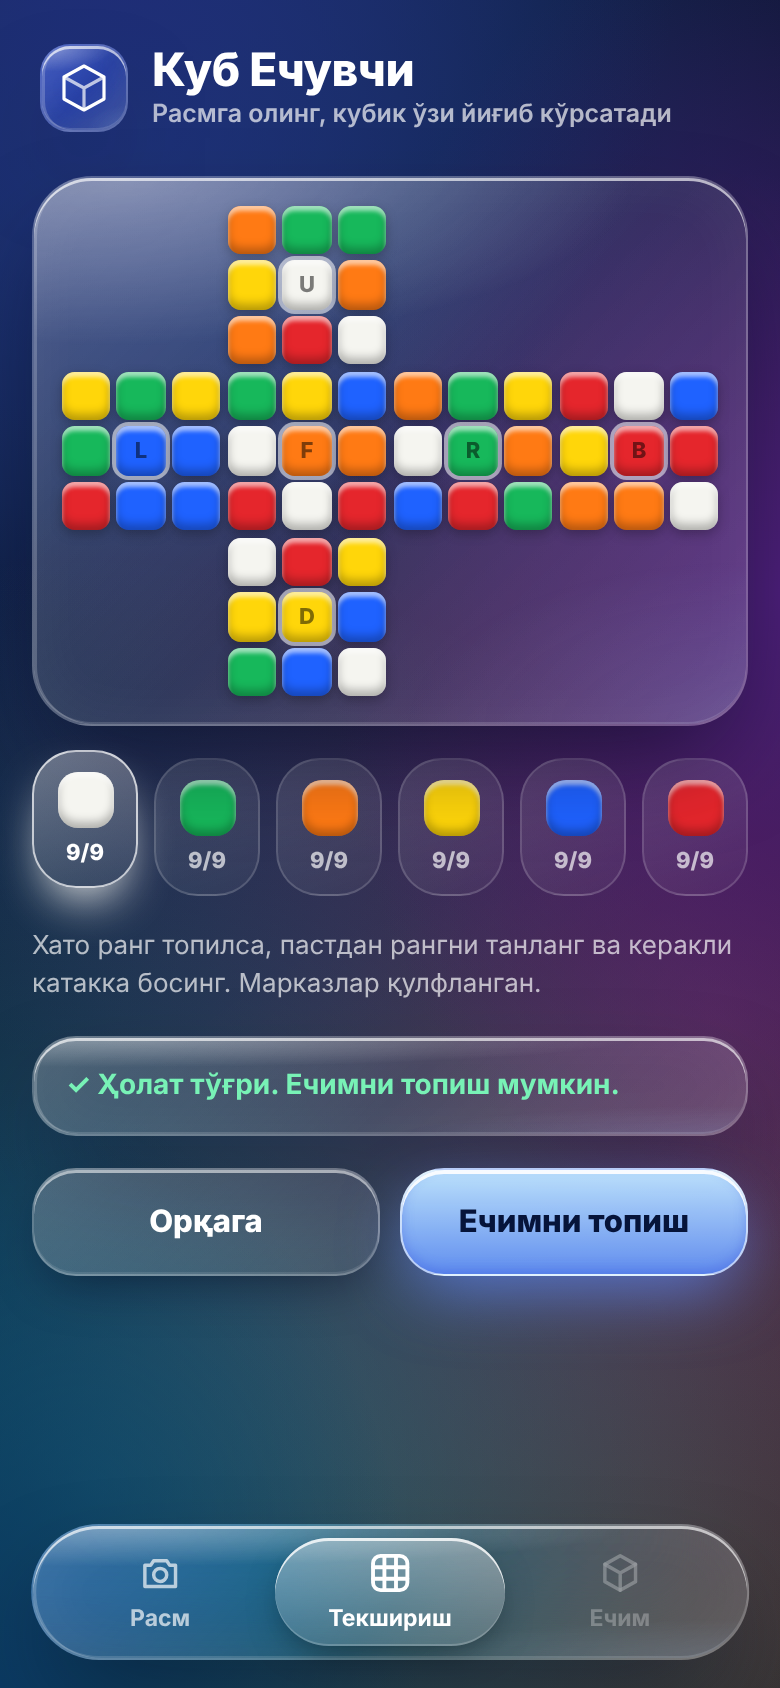 Куб Ечувчи
Расмга олинг, кубик ўзи йиғиб кўрсатади
U
L F R B
D
9/9 9/9 9/9 9/9 9/9 9/9
Хато ранг топилса, пастдан рангни танланг ва керакли
катакка босинг. Марказлар қулфланган.
✓ Ҳолат тўғри. Ечимни топиш мумкин.
Орқага Ечимни топиш
Расм Текшириш Ечим